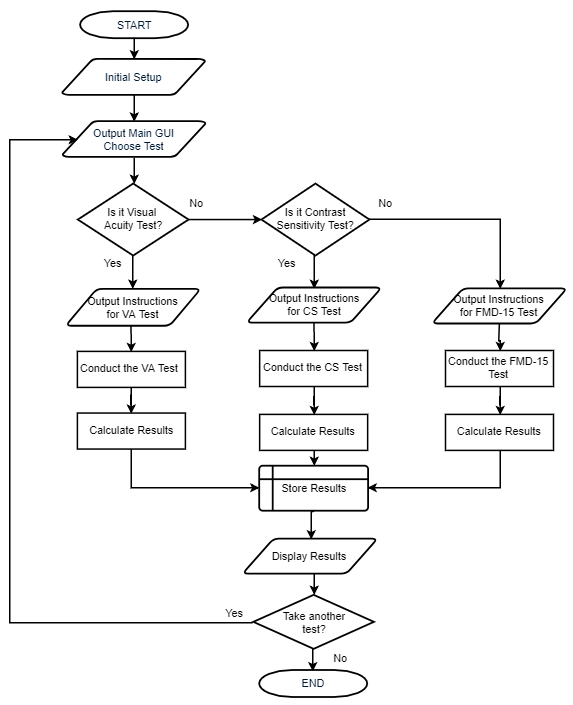 START
Initial Setup
Output Main GUI
Choose Test
Is it Visual
Acuity Test?
No
Is it Contrast
Sensitivity Test?
No
Yes
Yes
Output Instructions
for VA Test
Output Instructions
for CS Test
Output Instructions
for FMD-15 Test
Conduct the VA Test
Conduct the CS Test
Conduct the FMD-15
Test
Calculate Results
Calculate Results
Calculate Results
Store Results
Display Results
Take another
test?
Yes
No
END